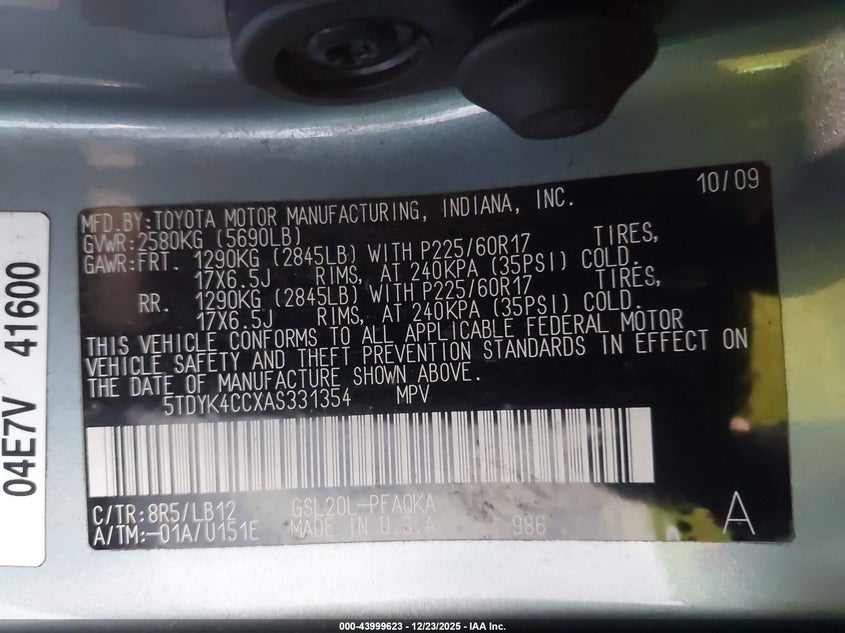 10/09
MFD.BY:TOYOTA MOTOR MANUFACTURING, INDIANA, INC.
GVWR:2580KG (5690LB)
GAWR:FRT. 1290KG (2845LB) WITH P225/60R17 TIRES,
17X6.5J RIMS, AT 240KPA (35PSI) COLD.
RR. 1290KG (2845LB) WITH P225/60R17 TIRES,
17X6.5J RIMS, AT 240KPA (35PSI) COLD.
THIS VEHICLE CONFORMS TO ALL APPLICABLE FEDERAL MOTOR
VEHICLE SAFETY AND THEFT PREVENTION STANDARDS IN EFFECT ON
THE DATE OF MANUFACTURE SHOWN ABOVE.
5TDYK4CCXAS331354 MPV
C/TR:8R5/LB12 GSL20L-PFAQKA
A/TM:-01A/U151E MADE IN U.S.A. 986
A
04E7V 41600
000-43999623 - 12/23/2025 - IAA Inc.